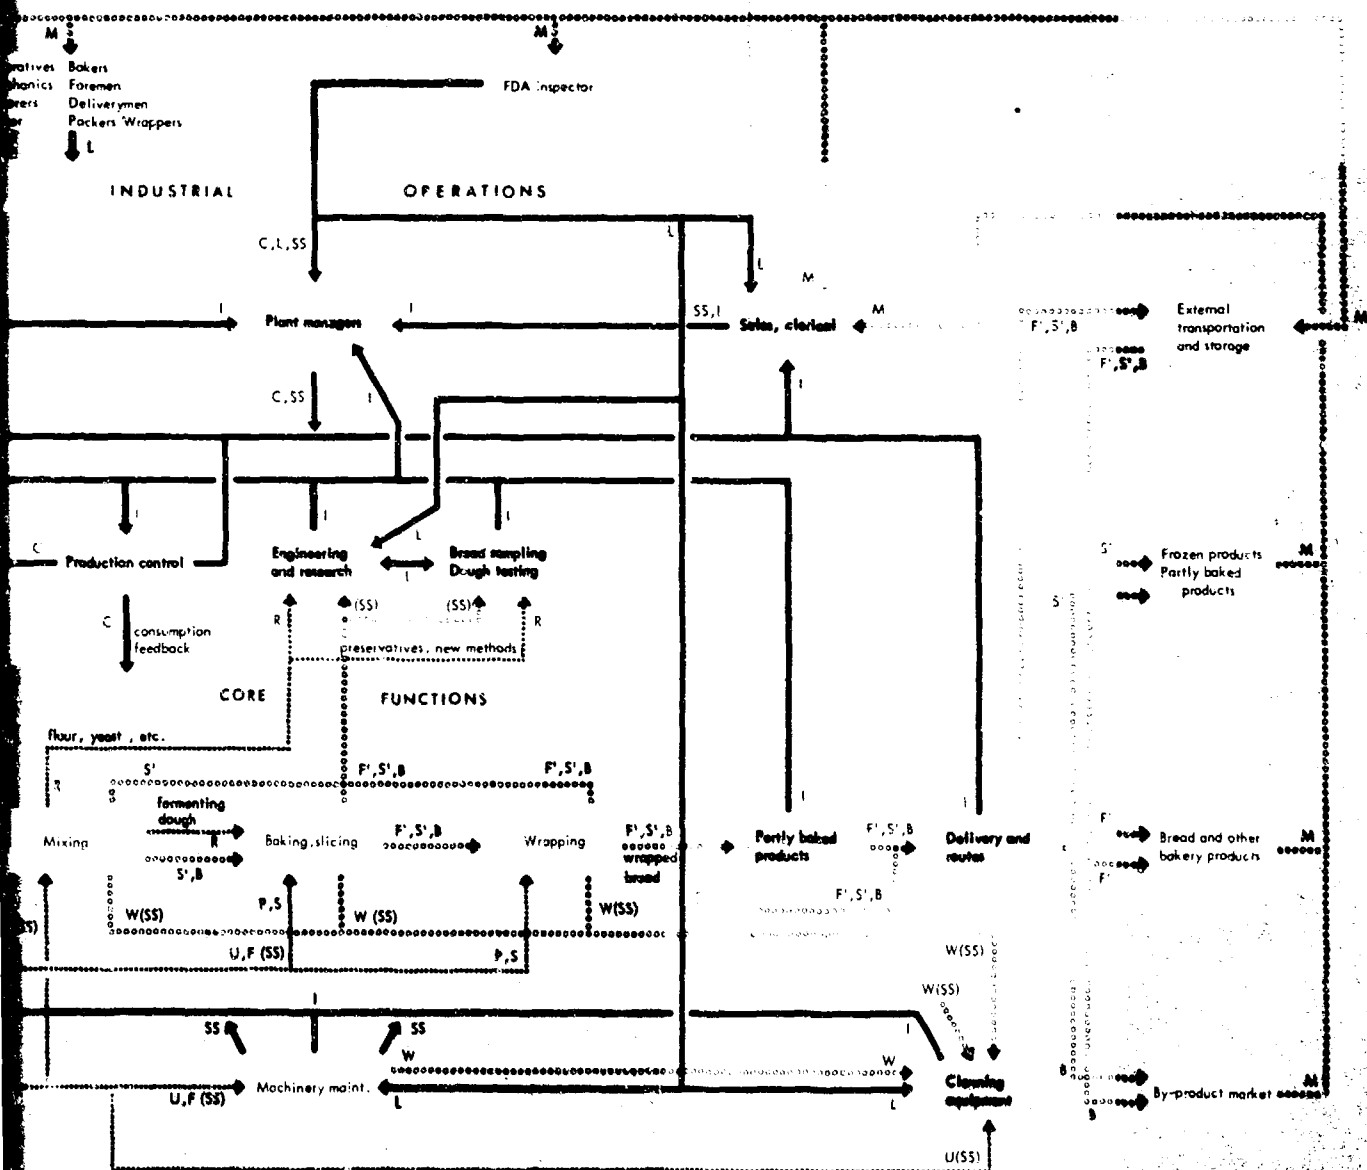 M
M
Bakers
Foremen
Deliverymen
Packers Wrappers
L
FDA inspector
INDUSTRIAL OPERATIONS
C,L,SS
L
L
M
I
Plant managers
I
SS,I
Sales, clerical
M
F',S',B
External
transportation
and storage
M
F',S',B
C,SS
I
I
I
I
I
L
C
Production control
Engineering
and research
I
Bread sampling
Dough testing
S'
Frozen products
Partly baked
products
M
C
consumption
feedback
R
(SS)
(SS)
R
S
preservatives, new methods
CORE FUNCTIONS
flour, yeast, etc.
S'
F',S',B
F',S',B
R
fermenting
dough
I
I
Mixing
R
S',B
Baking, slicing
F',S',B
Wrapping
F',S',B
wrapped
bread
Partly baked
products
F',S',B
Delivery and
routes
F'
F'
Bread and other
bakery products
M
F',S',B
P,S
W(SS)
W (SS)
W(SS)
U,F (SS)
P,S
W(SS)
W(SS)
I
SS
SS
I
W
W
U,F (SS)
Machinery maint.
L
L
Cleaning
equipment
B
B
By-product market
M
U(SS)